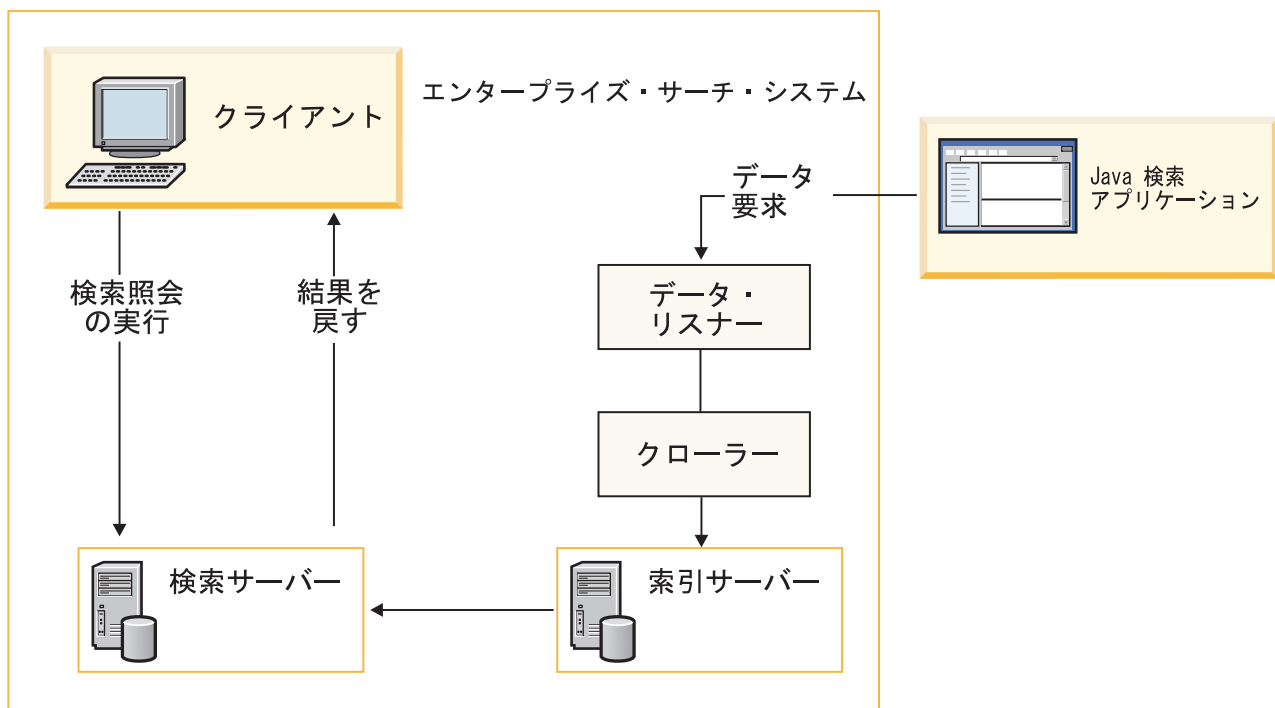 クライアント
エンタープライズ・サーチ・システム
データ
要求
Java 検索
アプリケーション
検索照会
の実行
結果を
戻す
データ・
リスナー
クローラー
検索サーバー
索引サーバー